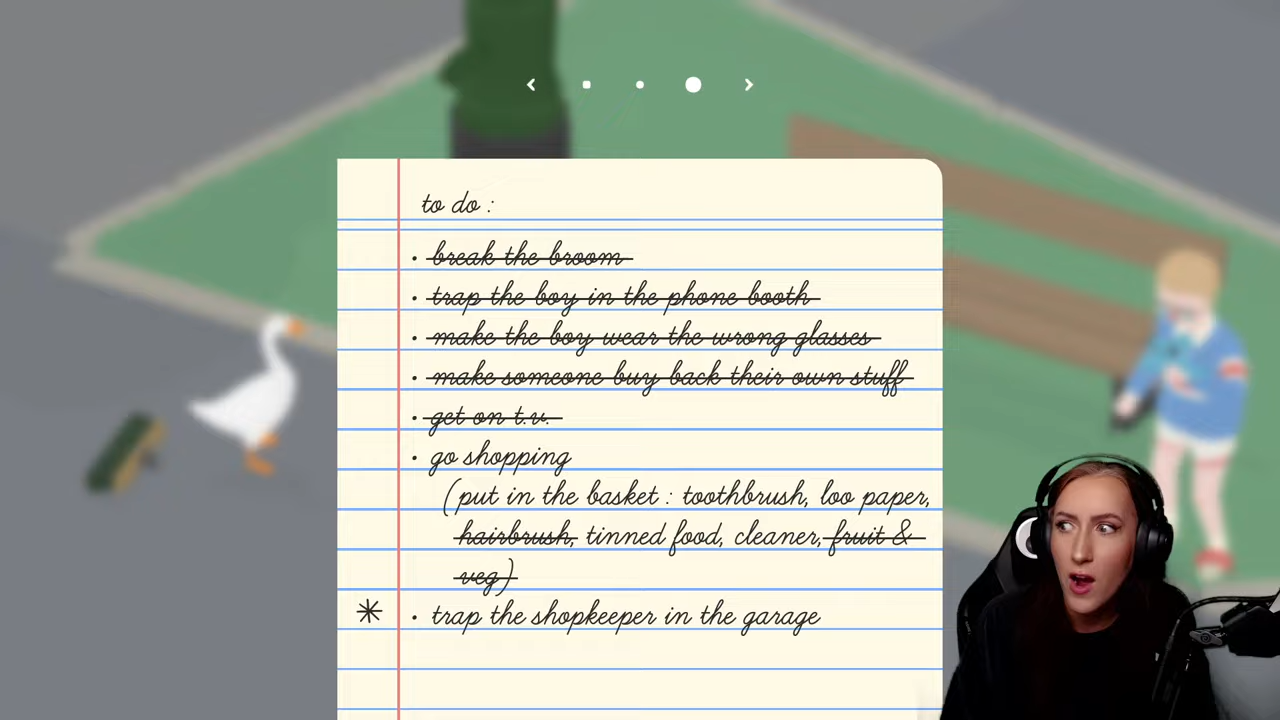 to do :
• break the broom
• trap the boy in the phone booth
• make the boy wear the wrong glasses
• make someone buy back their own stuff
• get on t.v.
• go shopping
(put in the basket : toothbrush, loo paper,
hairbrush, tinned food, cleaner, fruit &
veg)
• trap the shopkeeper in the garage